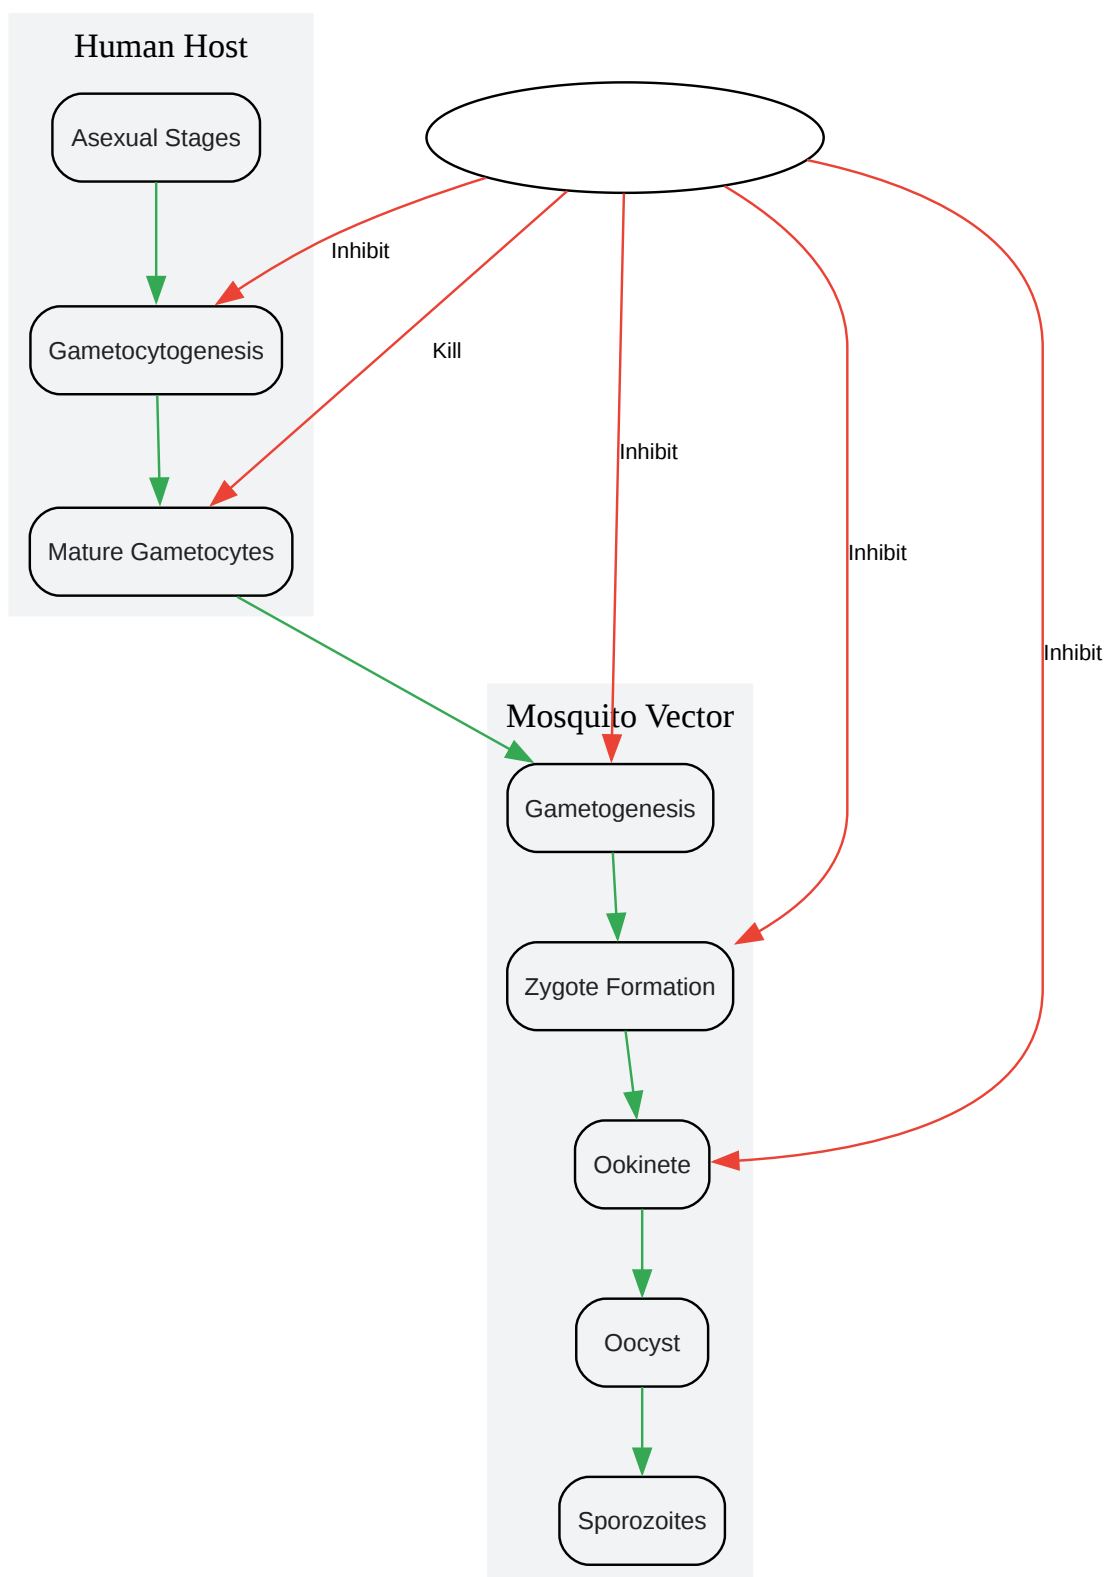 Human Host
Asexual Stages
Inhibit
Gametocytogenesis
Kill
Inhibit
Mature Gametocytes
Inhibit
Inhibit
Mosquito Vector
Gametogenesis
Zygote Formation
Ookinete
Oocyst
Sporozoites